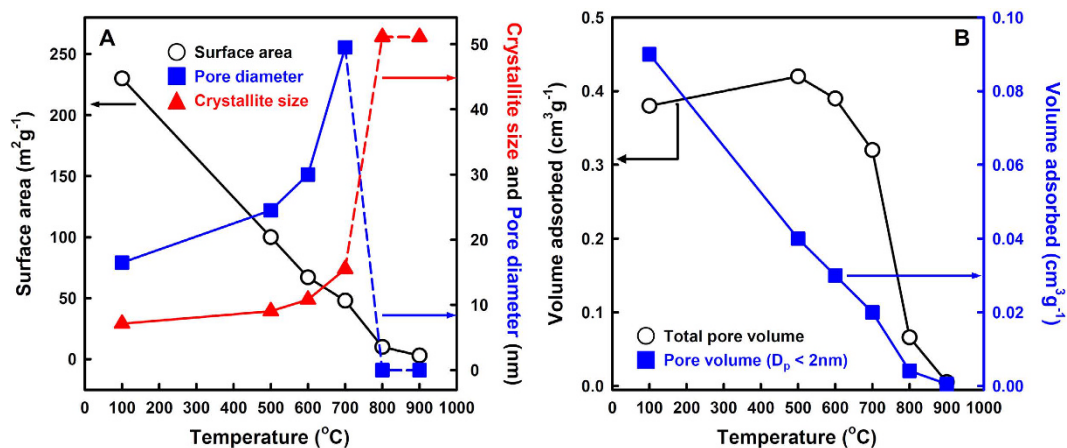 A
Surface area
Pore diameter
Crystallite size
Surface area (m²g⁻¹)
250
200
150
100
50
0
0 100 200 300 400 500 600 700 800 900 1000
Temperature (°C)
50
40
30
20
10
0
Crystallite size and Pore diameter (nm)
B
Volume adsorbed (cm³g⁻¹)
0.5
0.4
0.3
0.2
0.1
0.0
Total pore volume
Pore volume (Dₚ < 2nm)
0 100 200 300 400 500 600 700 800 900 1000
Temperature (°C)
0.10
0.08
0.06
0.04
0.02
0.00
Volume adsorbed (cm³g⁻¹)